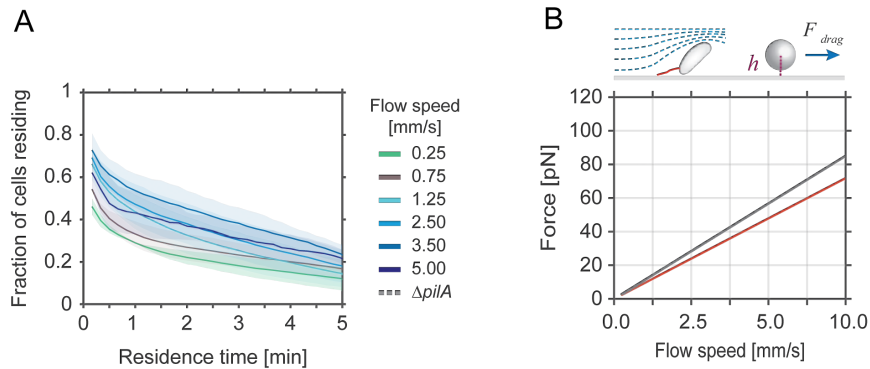 A
Fraction of cells residing
1
0.8
0.6
0.4
0.2
0
0
1
2
3
4
5
Residence time [min]
Flow speed
[mm/s]
0.25
0.75
1.25
2.50
3.50
5.00
ΔpilA
B
h
F drag
Force [pN]
120
100
80
60
40
20
0
0.0
2.5
5.0
10.0
Flow speed [mm/s]